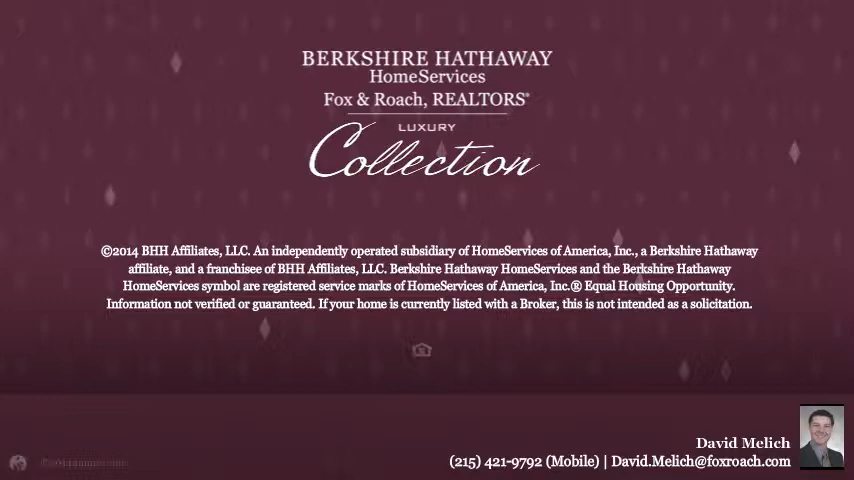 BERKSHIRE HATHAWAY
HomeServices
Fox & Roach, REALTORS®
LUXURY
Collection
©2014 BHH Affiliates, LLC. An independently operated subsidiary of HomeServices of America, Inc., a Berkshire Hathaway
affiliate, and a franchisee of BHH Affiliates, LLC. Berkshire Hathaway HomeServices and the Berkshire Hathaway
HomeServices symbol are registered service marks of HomeServices of America, Inc.® Equal Housing Opportunity.
Information not verified or guaranteed. If your home is currently listed with a Broker, this is not intended as a solicitation.
David Melich
(215) 421-9792 (Mobile) | David.Melich@foxroach.com